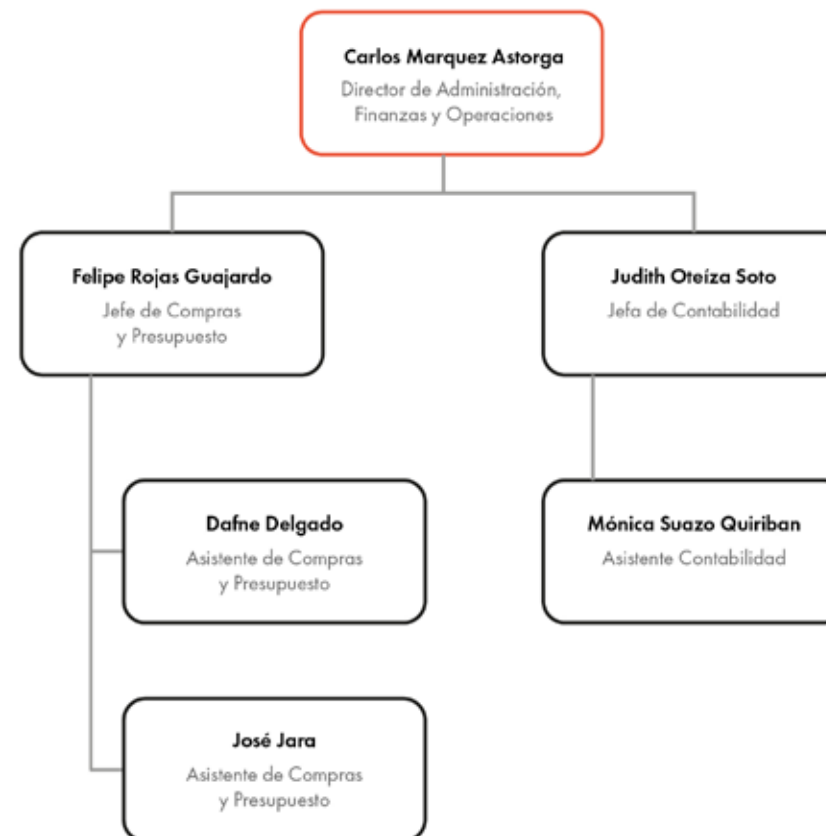 Carlos Marquez Astorga
Director de Administración,
Finanzas y Operaciones
Felipe Rojas Guajardo
Jefe de Compras
y Presupuesto
Judith Oteíza Soto
Jefa de Contabilidad
Dafne Delgado
Asistente de Compras
y Presupuesto
Mónica Suazo Quiriban
Asistente Contabilidad
José Jara
Asistente de Compras
y Presupuesto